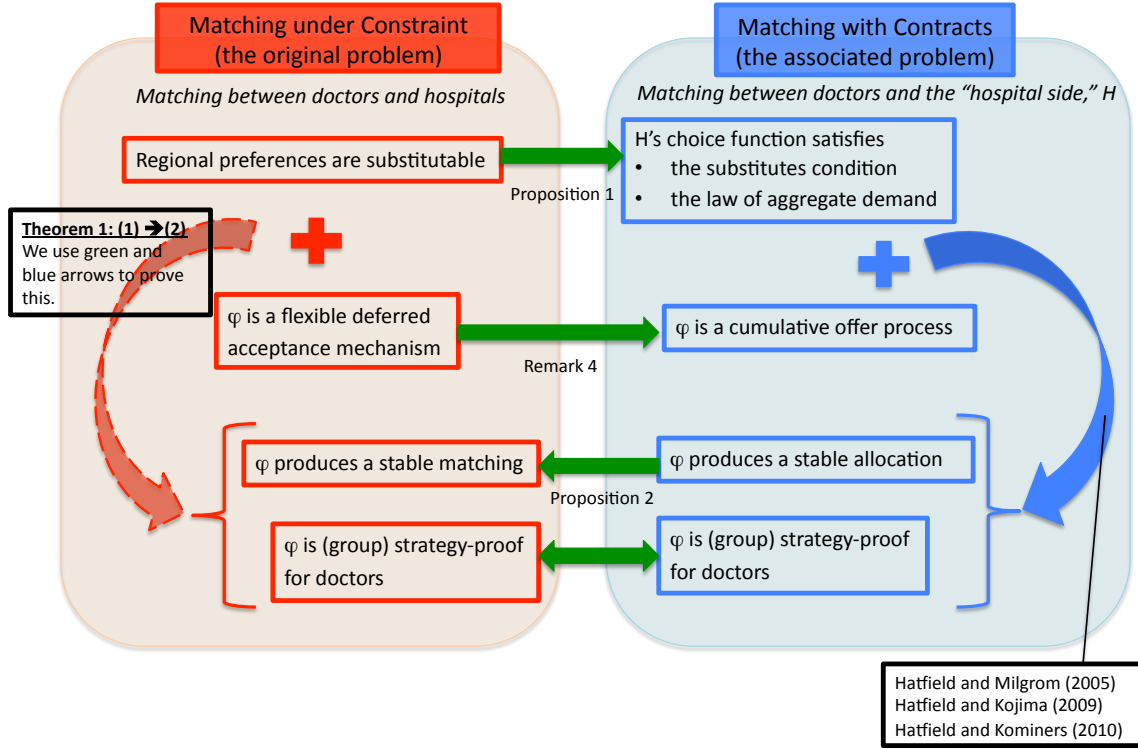 Matching under Constraint
(the original problem)
Matching between doctors and hospitals
Regional preferences are substitutable
Theorem 1: (1) ➔(2)
We use green and
blue arrows to prove
this.
φ is a flexible deferred
acceptance mechanism
φ produces a stable matching
φ is (group) strategy-proof
for doctors
Proposition 1
Remark 4
Proposition 2
Matching with Contracts
(the associated problem)
Matching between doctors and the “hospital side,” H
H’s choice function satisfies
• the substitutes condition
• the law of aggregate demand
φ is a cumulative offer process
φ produces a stable allocation
φ is (group) strategy-proof
for doctors
Hatfield and Milgrom (2005)
Hatfield and Kojima (2009)
Hatfield and Kominers (2010)